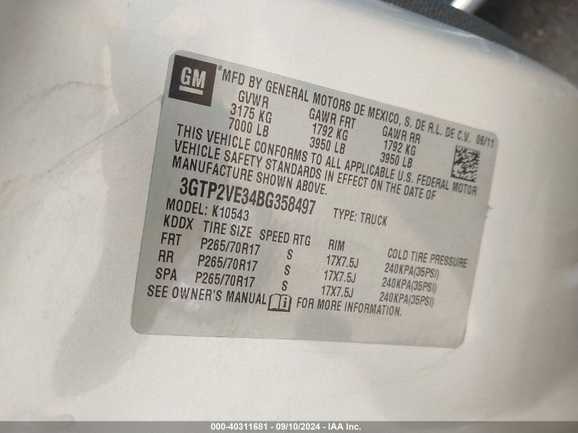 GM
*MFD BY GENERAL MOTORS DE MEXICO, S. DE R.L. DE C.V. 06/11
GVWR GAWR FRT GAWR RR
3175 KG 1792 KG 1792 KG
7000 LB 3950 LB 3950 LB
THIS VEHICLE CONFORMS TO ALL APPLICABLE U.S. FEDERAL MOTOR
VEHICLE SAFETY STANDARDS IN EFFECT ON THE DATE OF
MANUFACTURE SHOWN ABOVE.
3GTP2VE34BG358497 TYPE: TRUCK
MODEL: K10543
KDDX TIRE SIZE SPEED RTG RIM COLD TIRE PRESSURE
FRT P265/70R17 S 17X7.5J 240KPA(35PSI)
RR P265/70R17 S 17X7.5J 240KPA(35PSI)
SPA P265/70R17 S 17X7.5J 240KPA(35PSI)
SEE OWNER'S MANUAL i FOR MORE INFORMATION.
00-40311681 - 09/10/2024 - IAA Inc.